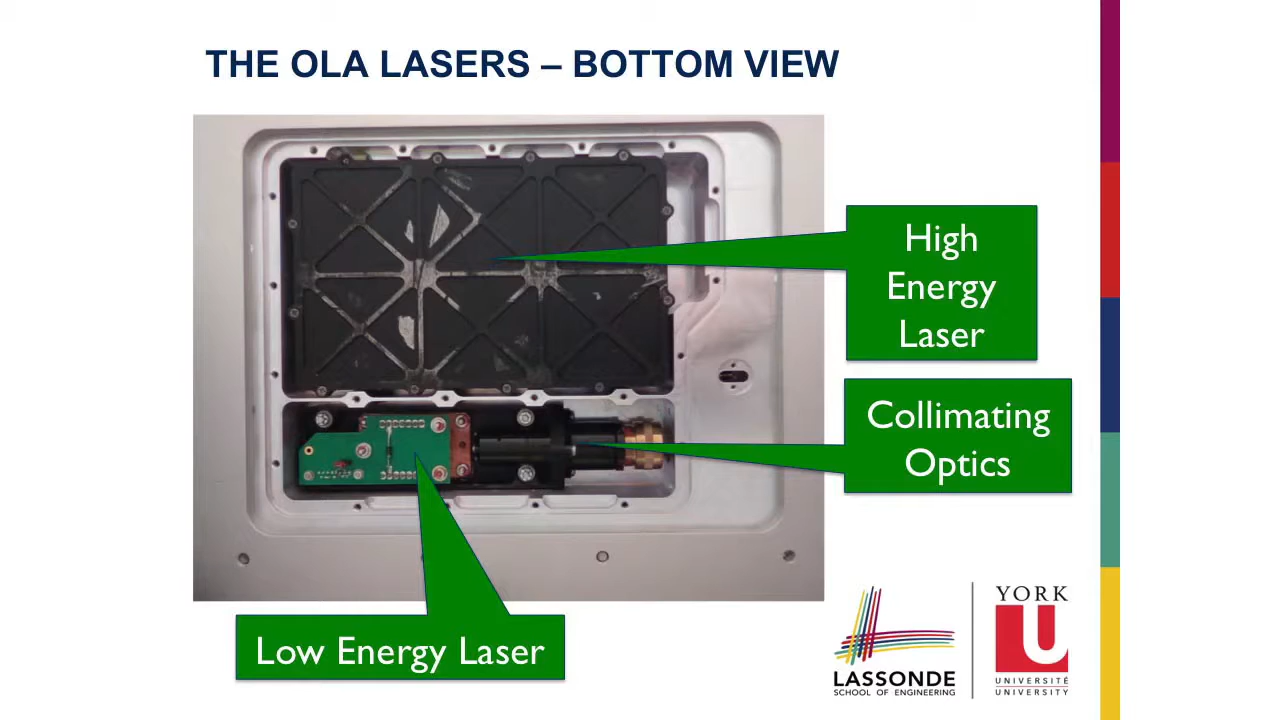 THE OLA LASERS – BOTTOM VIEW
High
Energy
Laser
Collimating
Optics
Low Energy Laser
LASSONDE
SCHOOL OF ENGINEERING
YORK
U
UNIVERSITÉ
UNIVERSITY